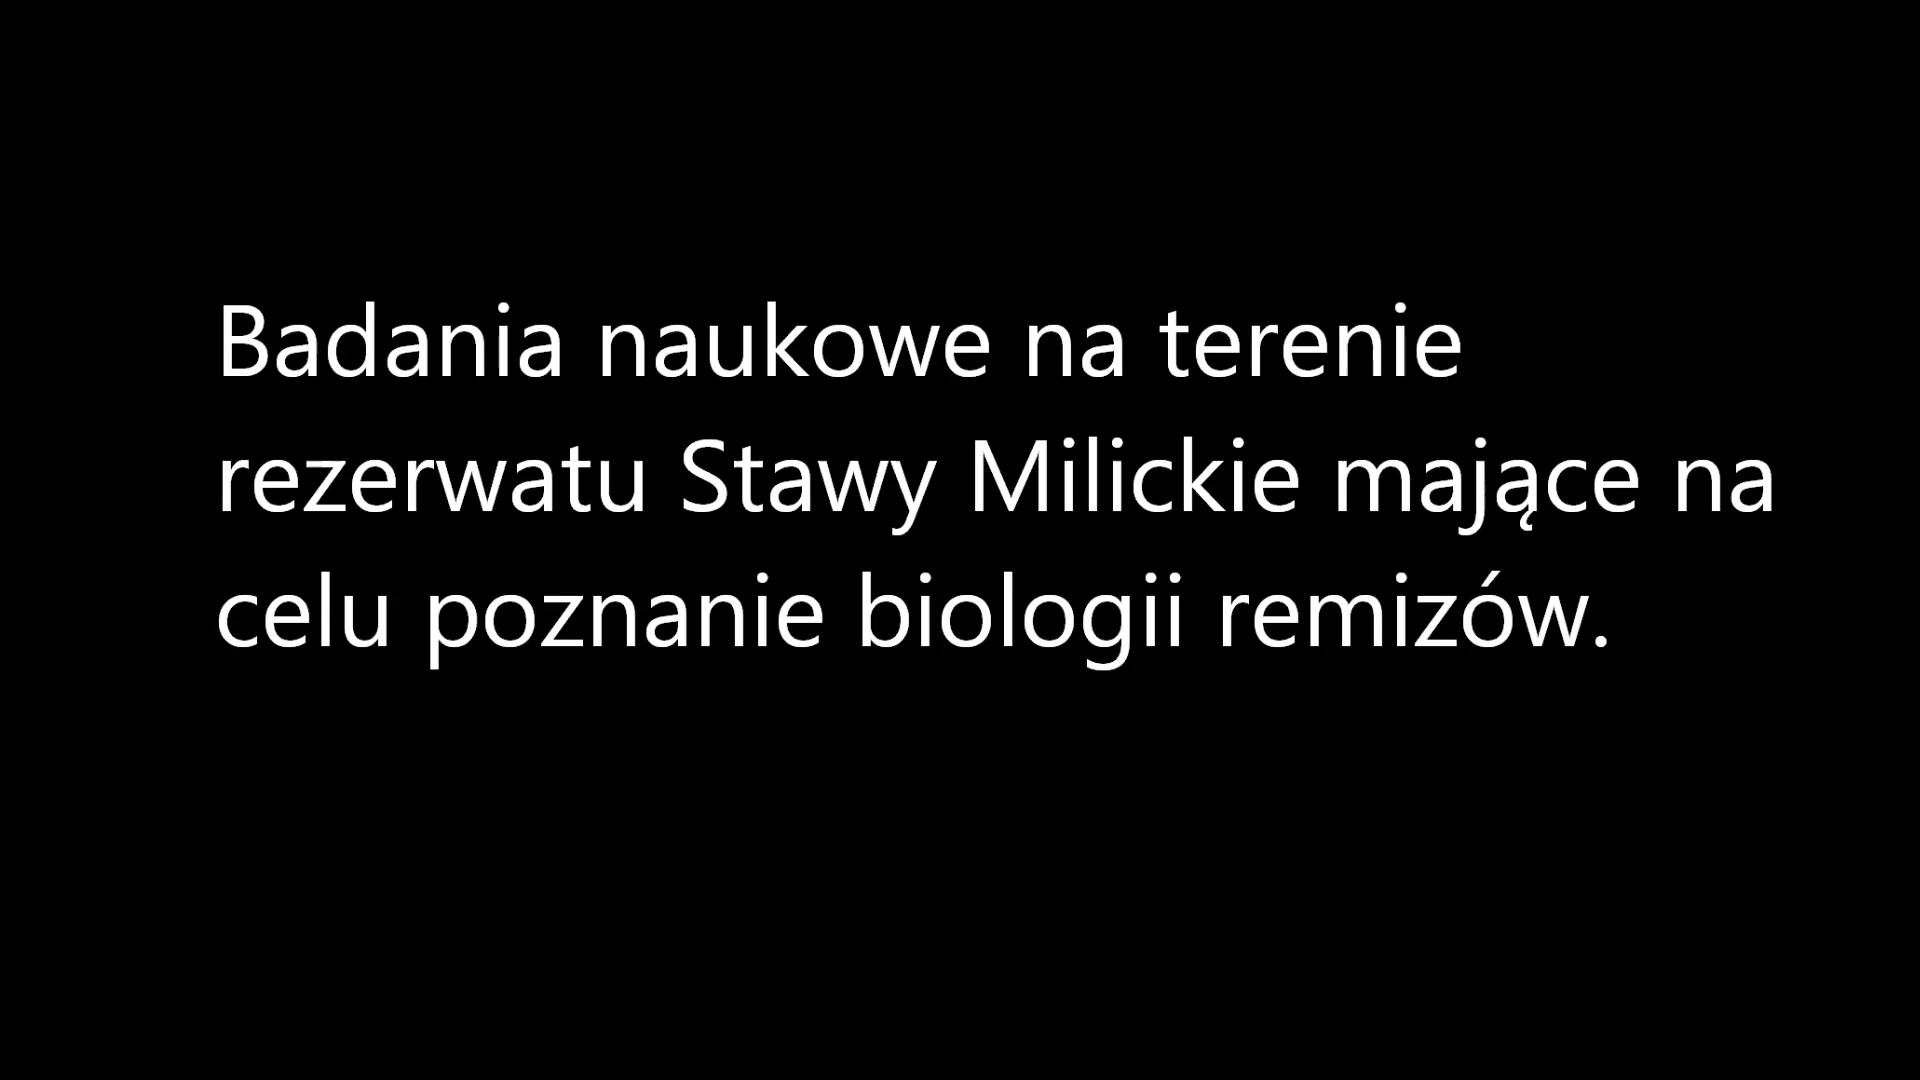 Badania naukowe na terenie
rezerwatu Stawy Milickie mające na
celu poznanie biologii remizów.